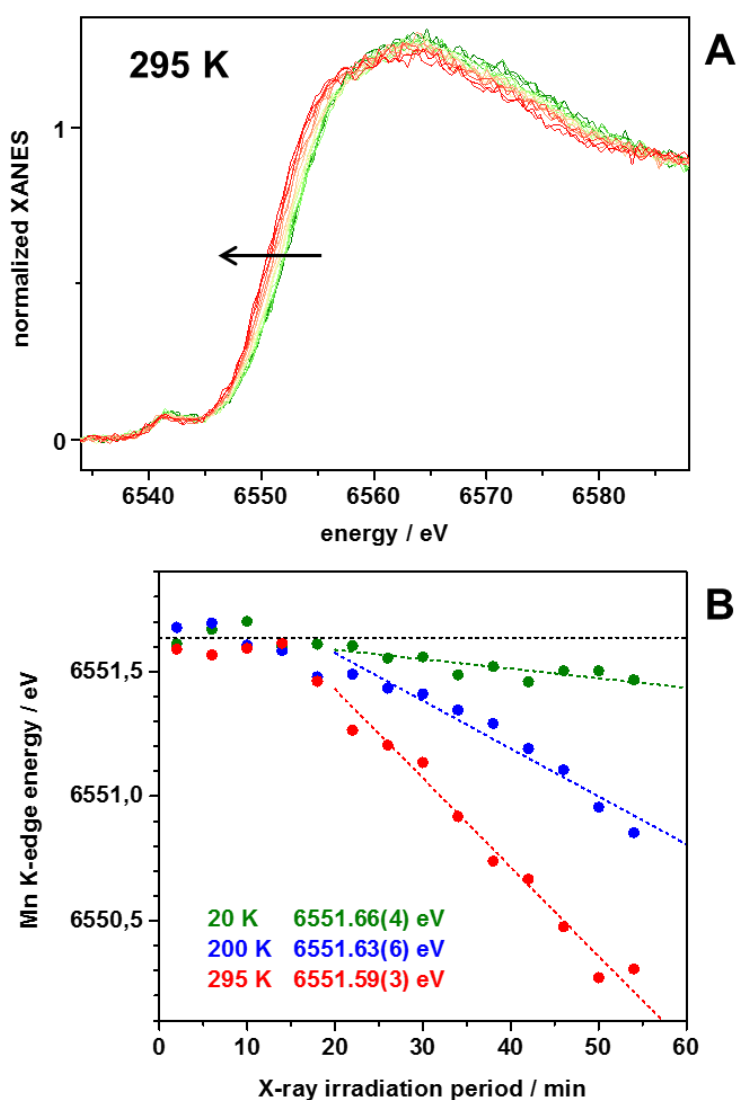 A
295 K
1
0
normalized XANES
6540 6550 6560 6570 6580
energy / eV
B
6551,5
6551,0
6550,5
Mn K-edge energy / eV
20 K 6551.66(4) eV
200 K 6551.63(6) eV
295 K 6551.59(3) eV
0 10 20 30 40 50 60
X-ray irradiation period / min